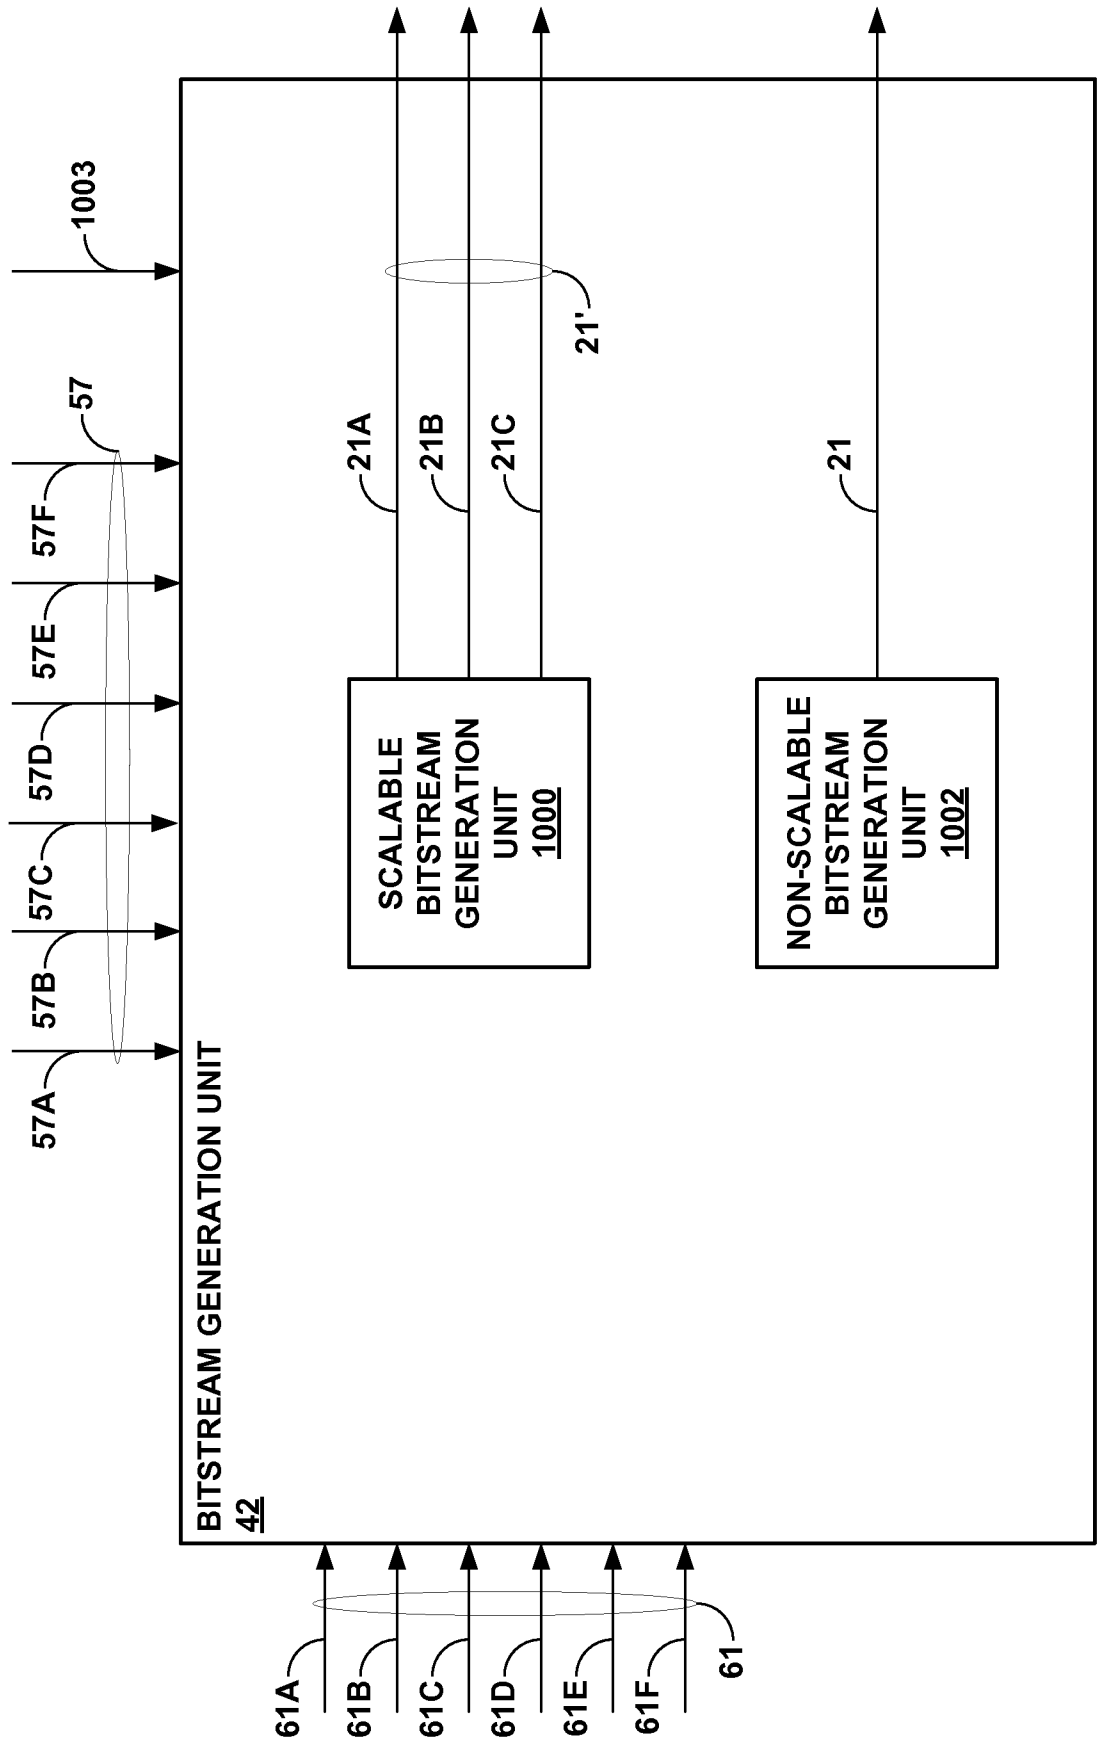 57A
57B
57C
57D
57E
57F
57
1003
BITSTREAM GENERATION UNIT
42
61A
61B
61C
61D
61E
61F
61
SCALABLE
BITSTREAM
GENERATION
UNIT
1000
21A
21B
21C
21'
NON-SCALABLE
BITSTREAM
GENERATION
UNIT
1002
21